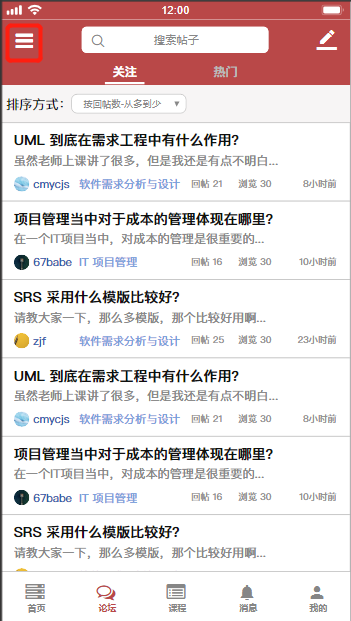 12:00
搜索帖子
关注 热门
排序方式: 按回帖数-从多到少
UML 到底在需求工程中有什么作用?
虽然老师上课讲了很多，但是我还是有点不明白...
cmycjs 软件需求分析与设计 回帖 21 浏览 30 8小时前
项目管理当中对于成本的管理体现在哪里?
在一个IT项目当中，对成本的管理是很重要的...
67babe IT 项目管理 回帖 16 浏览 30 10小时前
SRS 采用什么模版比较好?
请教大家一下，那么多模版，那个比较好用啊...
zjf 软件需求分析与设计 回帖 25 浏览 30 23小时前
UML 到底在需求工程中有什么作用?
虽然老师上课讲了很多，但是我还是有点不明白...
cmycjs 软件需求分析与设计 回帖 21 浏览 30 8小时前
项目管理当中对于成本的管理体现在哪里?
在一个IT项目当中，对成本的管理是很重要的...
67babe IT 项目管理 回帖 16 浏览 30 10小时前
SRS 采用什么模版比较好?
请教大家一下，那么多模版，那个比较好用啊...
首页 论坛 课程 消息 我的